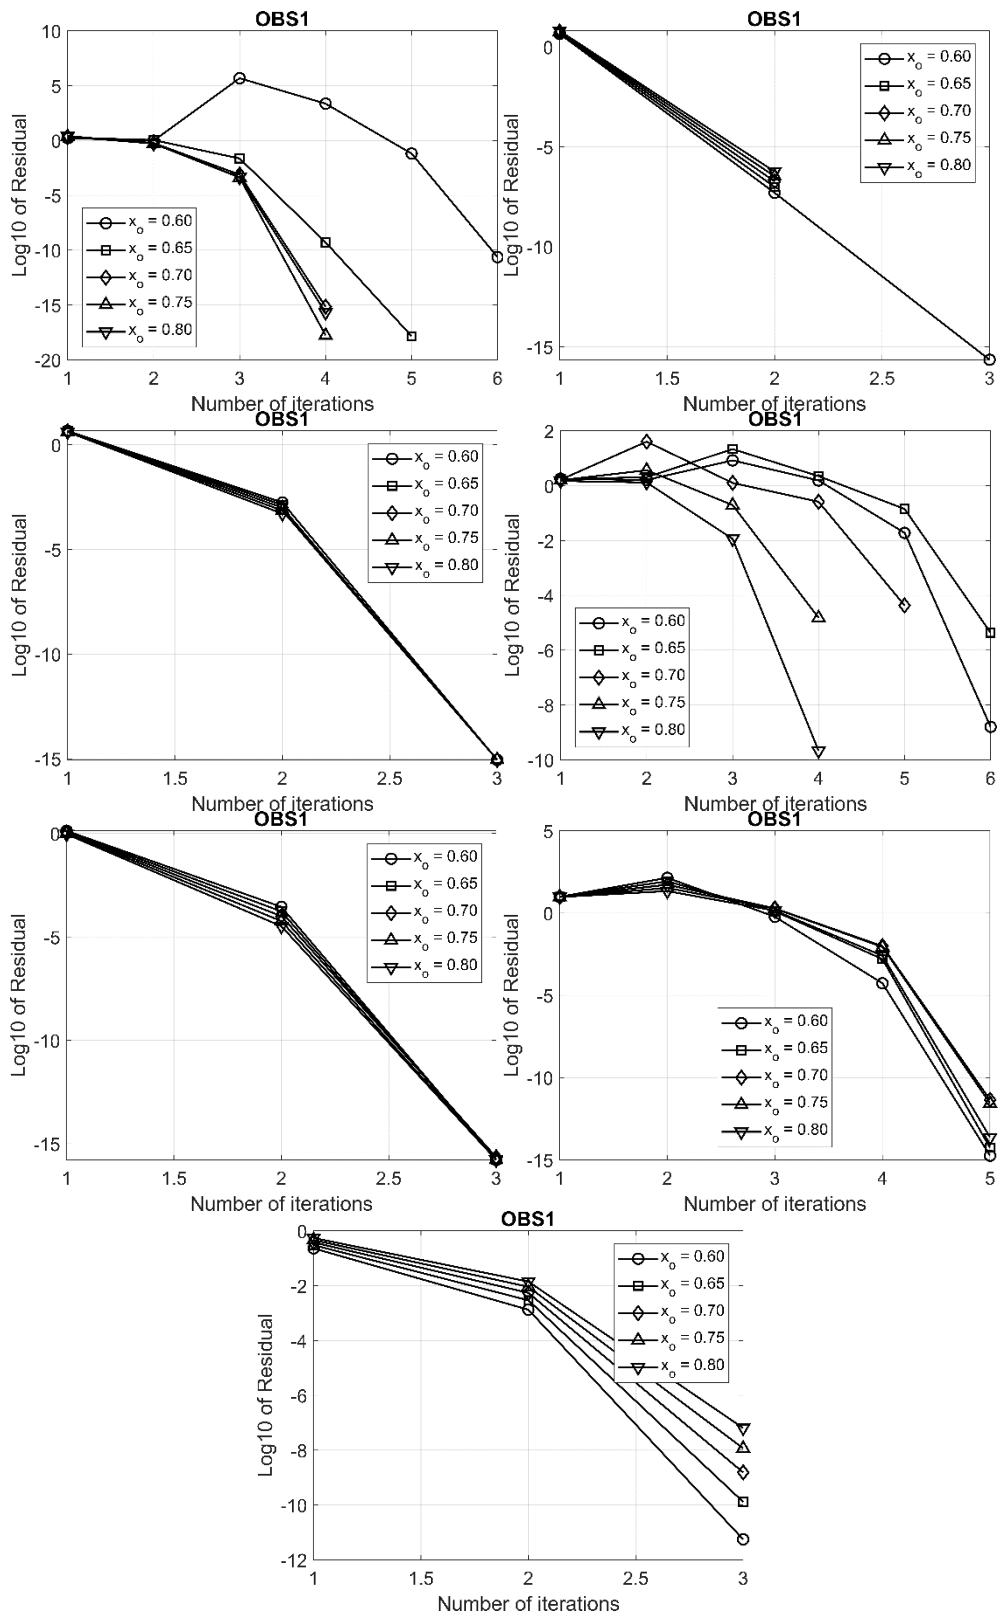 OBS1
Log10 of Residual
10
5
0
-5
-10
-15
-20
x_o = 0.60
x_o = 0.65
x_o = 0.70
x_o = 0.75
x_o = 0.80
1 2 3 4 5 6
Number of iterations
OBS1
Log10 of Residual
0
-5
-10
-15
x_o = 0.60
x_o = 0.65
x_o = 0.70
x_o = 0.75
x_o = 0.80
1 1.5 2 2.5 3
Number of iterations
OBS1
Log10 of Residual
0
-5
-10
-15
x_o = 0.60
x_o = 0.65
x_o = 0.70
x_o = 0.75
x_o = 0.80
1 1.5 2 2.5 3
Number of iterations
OBS1
Log10 of Residual
2
0
-2
-4
-6
-8
-10
x_o = 0.60
x_o = 0.65
x_o = 0.70
x_o = 0.75
x_o = 0.80
1 2 3 4 5 6
Number of iterations
OBS1
Log10 of Residual
0
-5
-10
-15
x_o = 0.60
x_o = 0.65
x_o = 0.70
x_o = 0.75
x_o = 0.80
1 1.5 2 2.5 3
Number of iterations
OBS1
Log10 of Residual
5
0
-5
-10
-15
x_o = 0.60
x_o = 0.65
x_o = 0.70
x_o = 0.75
x_o = 0.80
1 2 3 4 5
Number of iterations
OBS1
Log10 of Residual
0
-2
-4
-6
-8
-10
-12
x_o = 0.60
x_o = 0.65
x_o = 0.70
x_o = 0.75
x_o = 0.80
1 1.5 2 2.5 3
Number of iterations